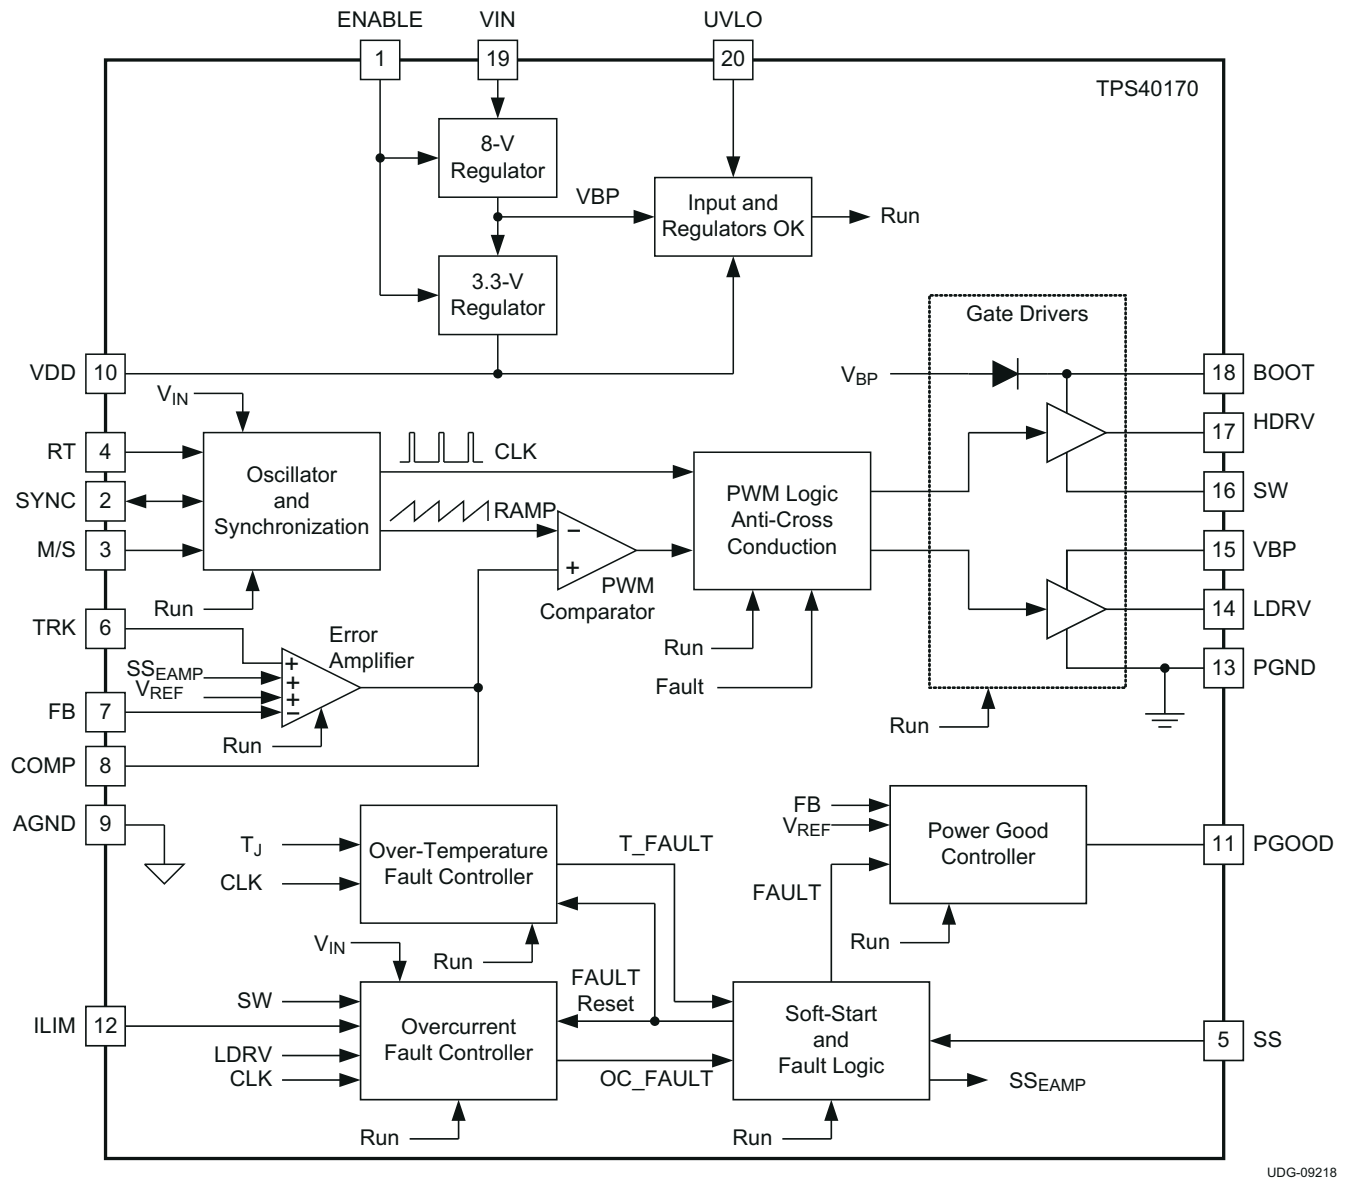 ENABLE
VIN
UVLO
1
19
20
TPS40170
8-V
Regulator
VBP
Input and
Regulators OK
Run
3.3-V
Regulator
Gate Drivers
VDD
10
VBP
18
BOOT
VIN
RT
4
Oscillator
and
Synchronization
CLK
PWM Logic
Anti-Cross
Conduction
17
HDRV
SYNC
2
RAMP
16
SW
M/S
3
−
+
PWM
Comparator
15
VBP
Run
14
LDRV
TRK
6
Error
Amplifier
Run
13
PGND
SSEAMP
VREF
+
+
+
−
Fault
FB
7
Run
Run
COMP
8
AGND
9
TJ
CLK
Over-Temperature
Fault Controller
T_FAULT
FB
VREF
Power Good
Controller
11
PGOOD
FAULT
Run
VIN
Run
FAULT
Reset
SW
ILIM
12
Overcurrent
Fault Controller
Soft-Start
and
Fault Logic
5
SS
LDRV
CLK
OC_FAULT
SSEAMP
Run
Run
UDG-09218